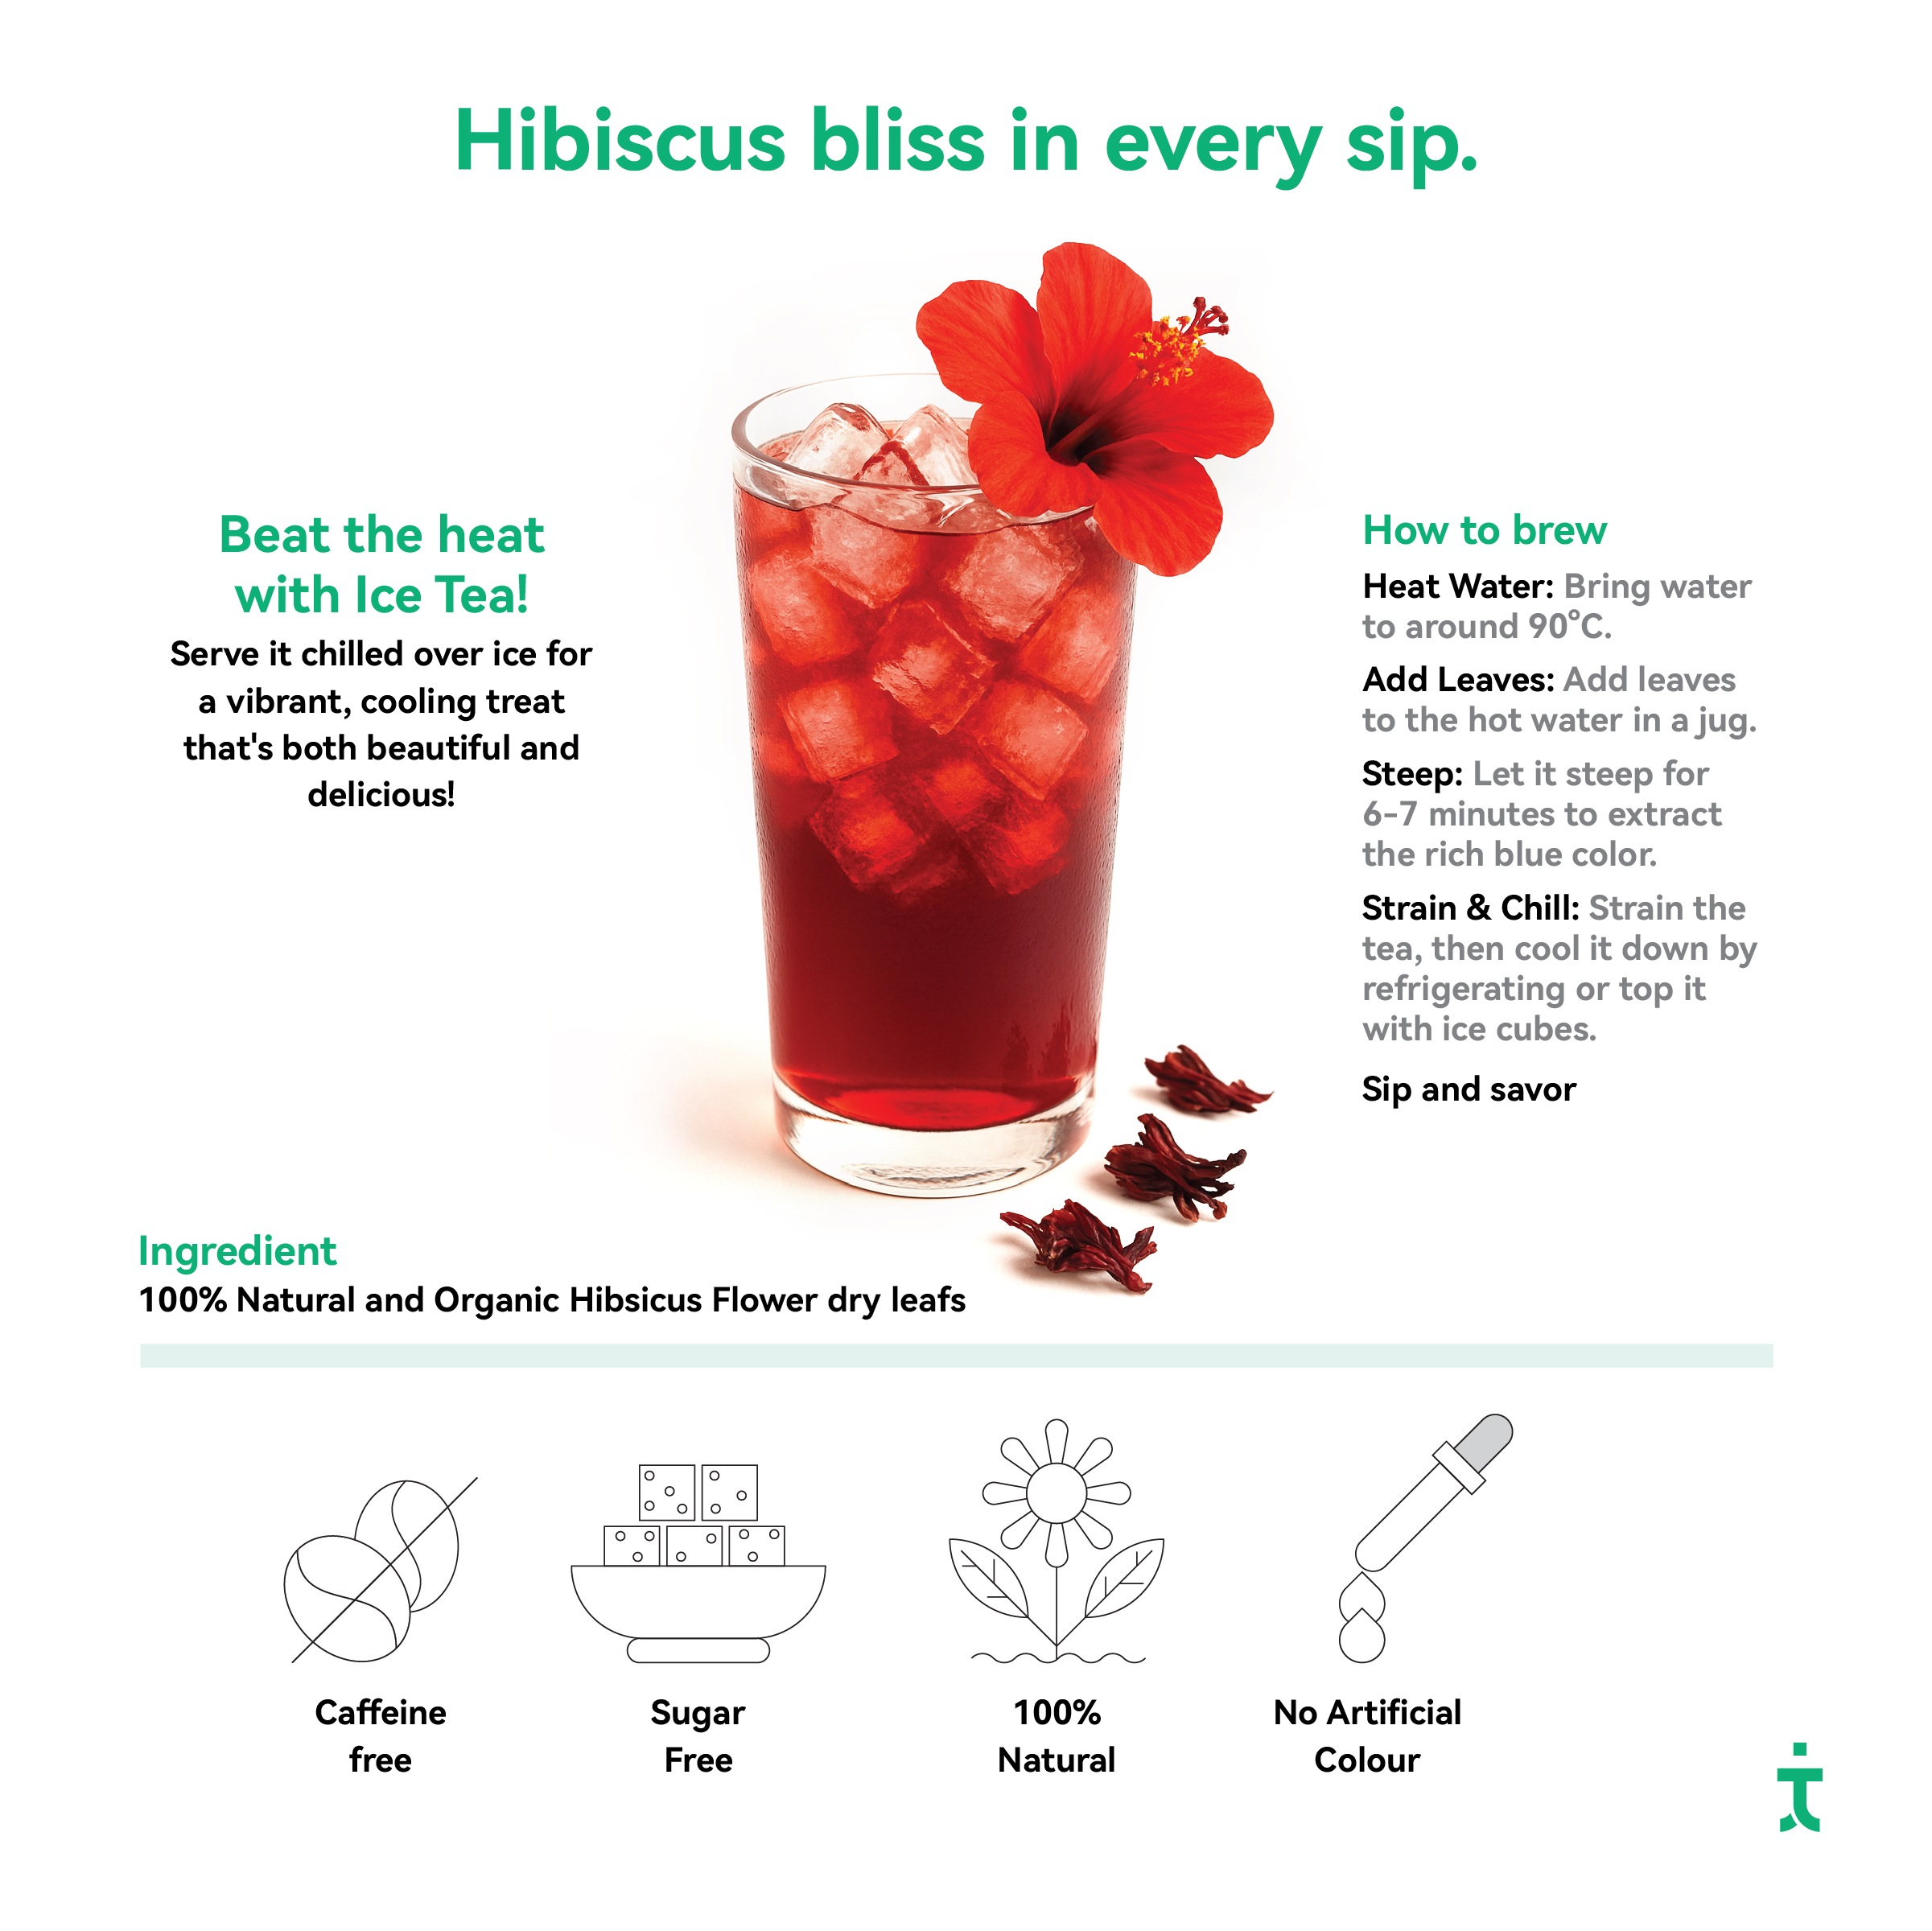 Hibiscus bliss in every sip.
Beat the heat
with Ice Tea!
Serve it chilled over ice for
a vibrant, cooling treat
that's both beautiful and
delicious!
How to brew
Heat Water: Bring water
to around 90°C.
Add Leaves: Add leaves
to the hot water in a jug.
Steep: Let it steep for
6-7 minutes to extract
the rich blue color.
Strain & Chill: Strain the
tea, then cool it down by
refrigerating or top it
with ice cubes.
Sip and savor
Ingredient
100% Natural and Organic Hibsicus Flower dry leafs
Caffeine
free
Sugar
Free
100%
Natural
No Artificial
Colour